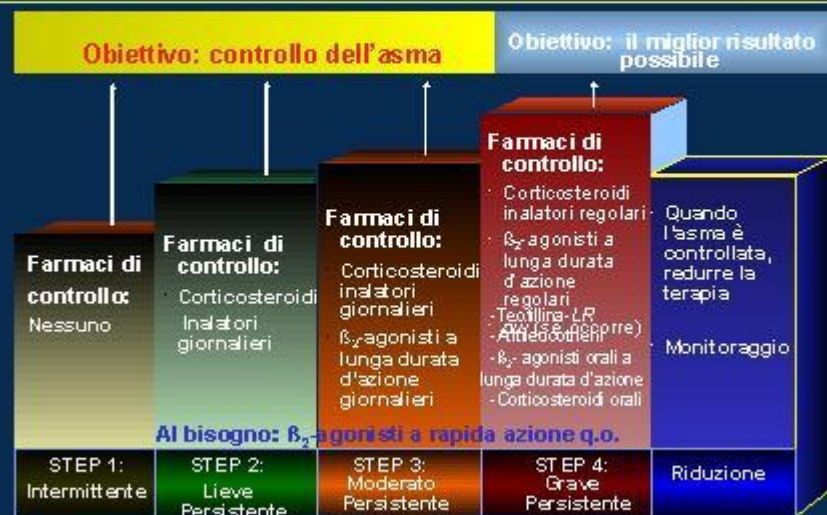 Obiettivo: controllo dell'asma
Obiettivo: il miglior risultato
possibile
Farmaci di
controllo:
Nessuno
Farmaci di
controllo:
· Corticosteroidi
Inalatori
giornalieri
Farmaci di
controllo:
· Corticosteroidi
inalatori
giornalieri
· ß2-agonisti a
lunga durata
d'azione
giornalieri
Farmaci di
controllo:
· Corticosteroidi
inalatori regolari
· ß2-agonisti a
lunga durata
d'azione
regolari
-Teofillina-LR
(se occorre)
-ß2- agonisti orali a
lunga durata d'azione
-Corticosteroidi orali
· Quando
l'asma è
controllata,
redurre la
terapia
· Monitoraggio
Al bisogno: ß2-agonisti a rapida azione q.o.
STEP 1:
Intermittente
STEP 2:
Lieve
Persistente
STEP 3:
Moderato
Persistente
STEP 4:
Grave
Persistente
Riduzione